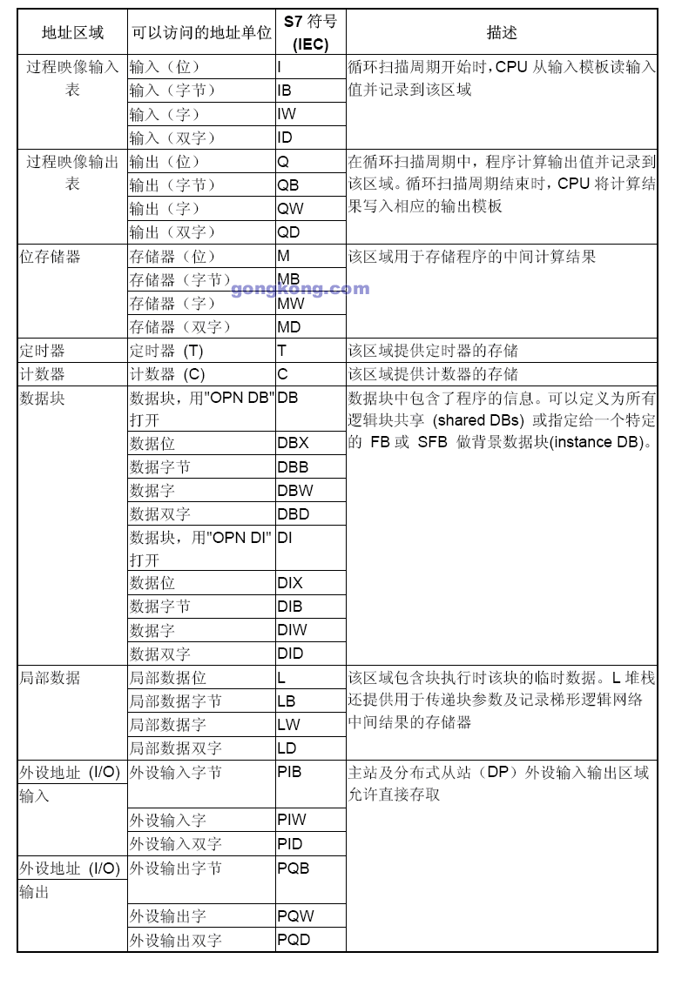 地址区域 可以访问的地址单位 S7 符号 (IEC) 描述
过程映像输入表 输入（位） I 循环扫描周期开始时,CPU 从输入模板读输入值并记录到该区域
输入（字节） IB
输入（字） IW
输入（双字） ID
过程映像输出表 输出（位） Q 在循环扫描周期中，程序计算输出值并记录到该区域。循环扫描周期结束时，CPU 将计算结果写入相应的输出模板
输出（字节） QB
输出（字） QW
输出（双字） QD
位存储器 存储器（位） M 该区域用于存储程序的中间计算结果
存储器（字节） MB
gongkong.com
存储器（字） MW
存储器（双字） MD
定时器 定时器 (T) T 该区域提供定时器的存储
计数器 计数器 (C) C 该区域提供计数器的存储
数据块 数据块，用"OPN DB"打开 DB 数据块中包含了程序的信息。可以定义为所有逻辑块共享 (shared DBs) 或指定给一个特定的 FB 或 SFB 做背景数据块(instance DB)。
数据位 DBX
数据字节 DBB
数据字 DBW
数据双字 DBD
数据块，用"OPN DI"打开 DI
数据位 DIX
数据字节 DIB
数据字 DIW
数据双字 DID
局部数据 局部数据位 L 该区域包含块执行时该块的临时数据。L 堆栈还提供用于传递块参数及记录梯形逻辑网络中间结果的存储器
局部数据字节 LB
局部数据字 LW
局部数据双字 LD
外设地址 (I/O) 输入 外设输入字节 PIB 主站及分布式从站（DP）外设输入输出区域允许直接存取
外设输入字 PIW
外设输入双字 PID
外设地址 (I/O) 输出 外设输出字节 PQB
外设输出字 PQW
外设输出双字 PQD